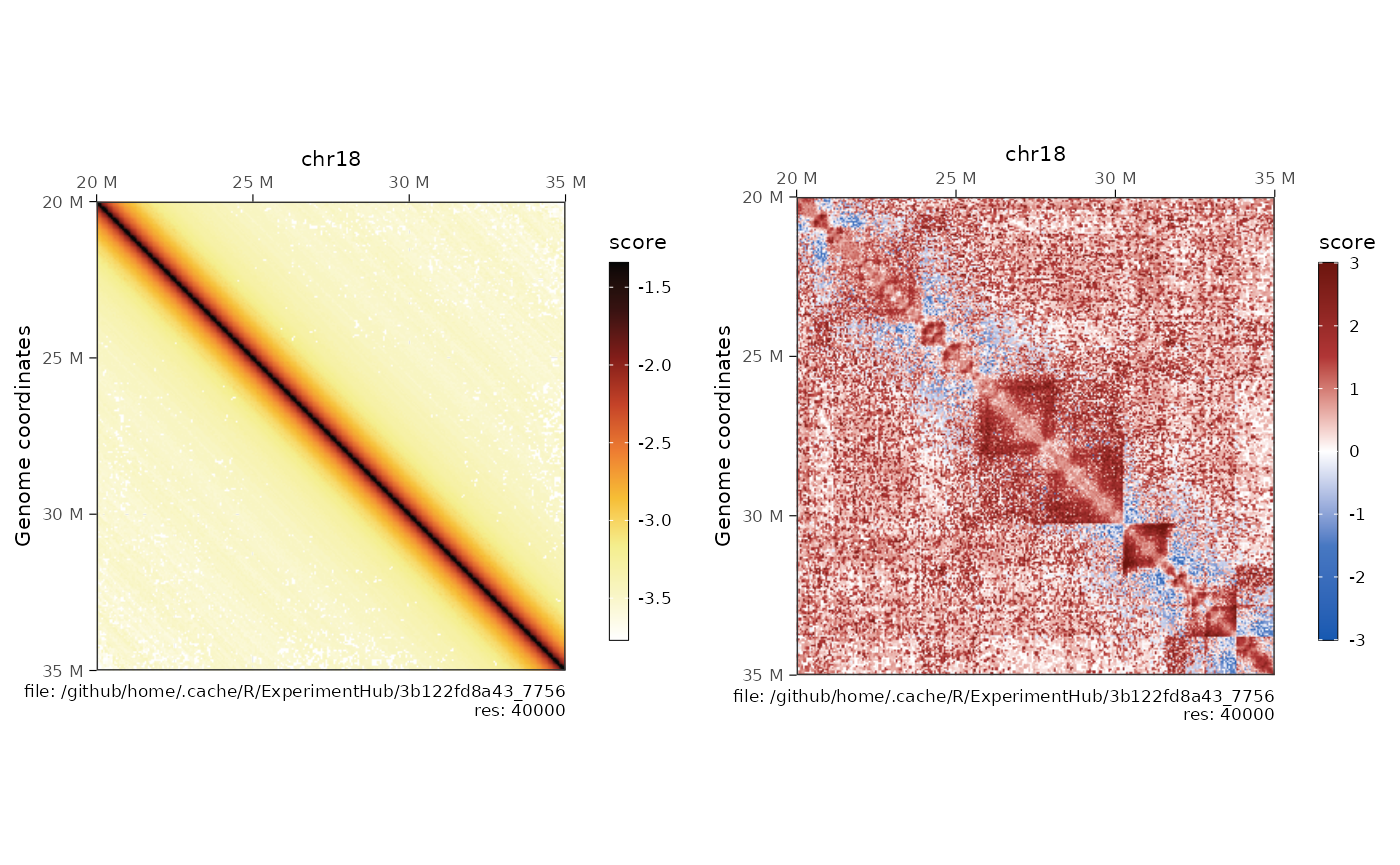 chr18
20 M 25 M 30 M 35 M
20 M
25 M
30 M
35 M
Genome coordinates
score
-1.5
-2.0
-2.5
-3.0
-3.5
file: /github/home/.cache/R/ExperimentHub/3b122fd8a43_7756
res: 40000
chr18
20 M 25 M 30 M 35 M
20 M
25 M
30 M
35 M
Genome coordinates
score
3
2
1
0
-1
-2
-3
file: /github/home/.cache/R/ExperimentHub/3b122fd8a43_7756
res: 40000